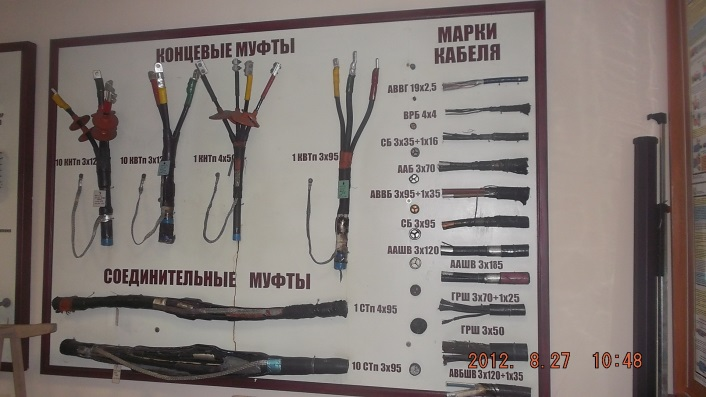 КОНЦЕВЫЕ МУФТЫ
10 КНТп 3х12
10 КВТп 3х1
1 КНТп 4х50
1 КВТп 3х95
СОЕДИНИТЕЛЬНЫЕ МУФТЫ
1 СТп 4х95
10 СТп 3х95
МАРКИ
КАБЕЛЯ
АВВГ 19х2,5
ВРБ 4х4
СБ 3х35+1х16
ААБ 3х70
АВВБ 3х95+1х35
СБ 3х95
ААШВ 3х120
ААШВ 3х185
ГРШ 3х70+1х25
ГРШ 3х50
АВБШВ 3х120+1х35
2012. 8.27 10:48